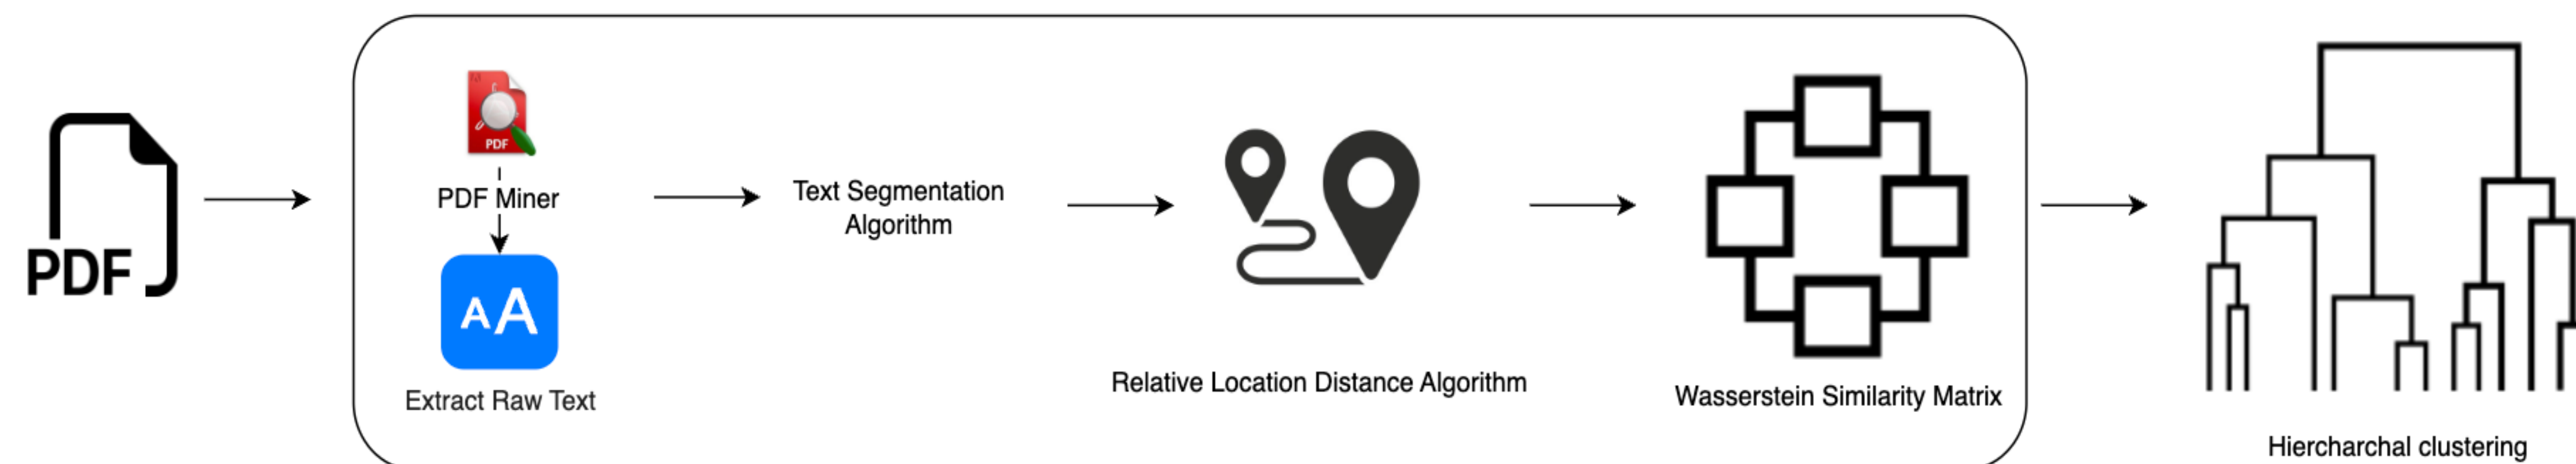 PDF
PDF
PDF Miner
AA
Extract Raw Text
Text Segmentation
Algorithm
Relative Location Distance Algorithm
Wasserstein Similarity Matrix
Hiercharchal clustering